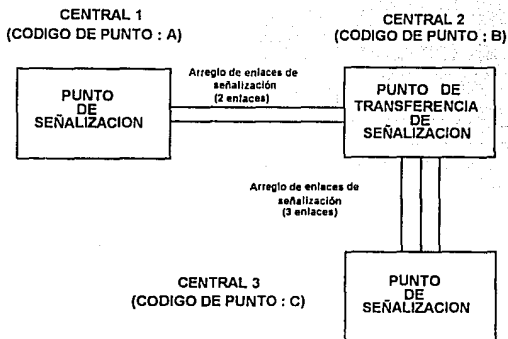 CENTRAL 1
(CODIGO DE PUNTO : A)
CENTRAL 2
(CODIGO DE PUNTO : B)
PUNTO
DE
SEÑALIZACION
Arreglo de enlaces de
señalización
(2 enlaces)
PUNTO DE
TRANSFERENCIA
DE
SEÑALIZACION
Arreglo de enlaces de
señalización
(3 enlaces)
CENTRAL 3
(CODIGO DE PUNTO : C)
PUNTO
DE
SEÑALIZACION